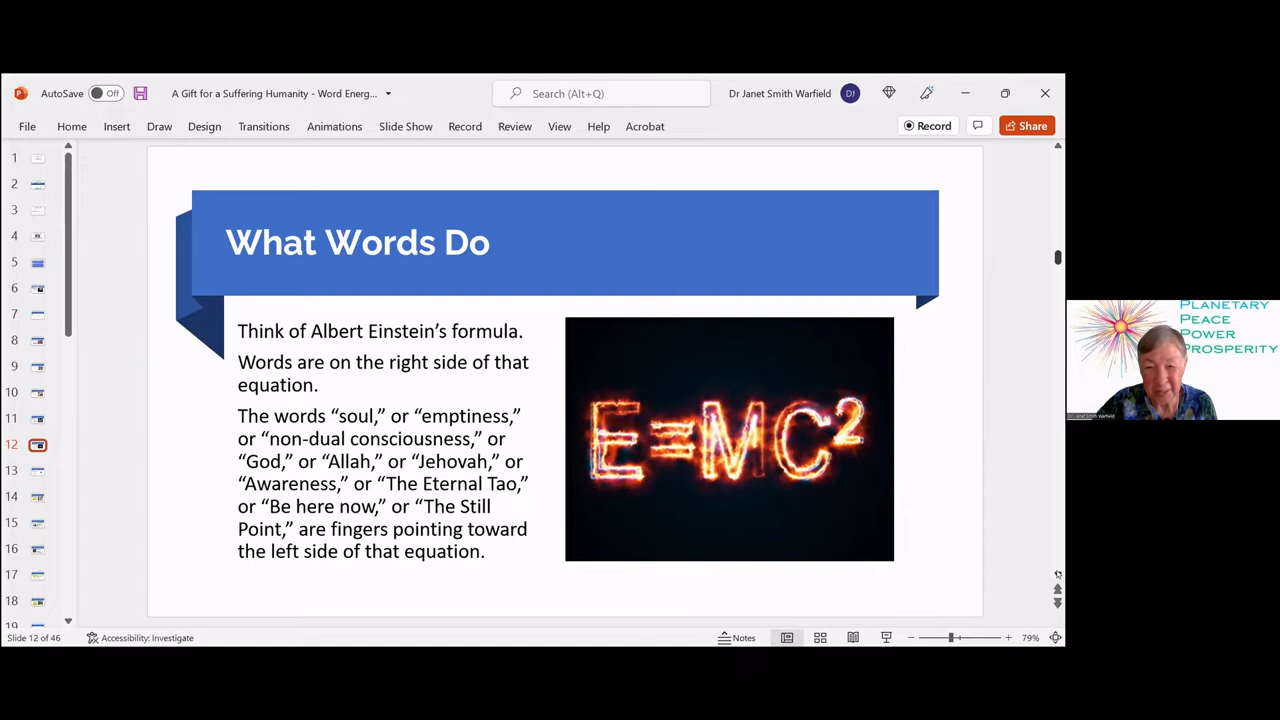 AutoSave Off A Gift for a Suffering Humanity - Word Energ... Search (Alt+Q) Dr Janet Smith Warfield DJ
File Home Insert Draw Design Transitions Animations Slide Show Record Review View Help Acrobat Record Share
1
2
3
4
5
6
7
8
9
10
11
12
13
14
15
16
17
18
19
What Words Do
Think of Albert Einstein’s formula.
Words are on the right side of that
equation.
The words “soul,” or “emptiness,”
or “non-dual consciousness,” or
“God,” or “Allah,” or “Jehovah,” or
“Awareness,” or “The Eternal Tao,”
or “Be here now,” or “The Still
Point,” are fingers pointing toward
the left side of that equation.
E=MC²
PLANETARY
PEACE
POWER
PROSPERITY
Dr. Janet Smith Warfield
Slide 12 of 46 Accessibility: Investigate Notes 79%